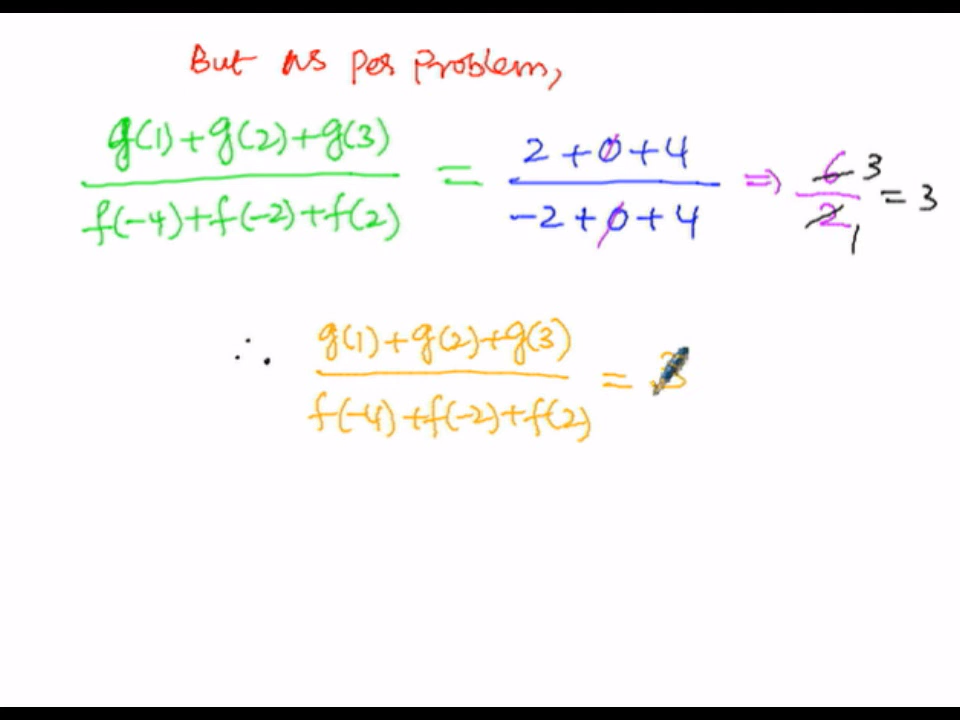 But As Per Problem,
g(1)+g(2)+g(3) / f(-4)+f(-2)+f(2) = 2+0+4 / -2+0+4 ⇒ 6 3 / 2 1 = 3
∴ g(1)+g(2)+g(3) / f(-4)+f(-2)+f(2) = 3